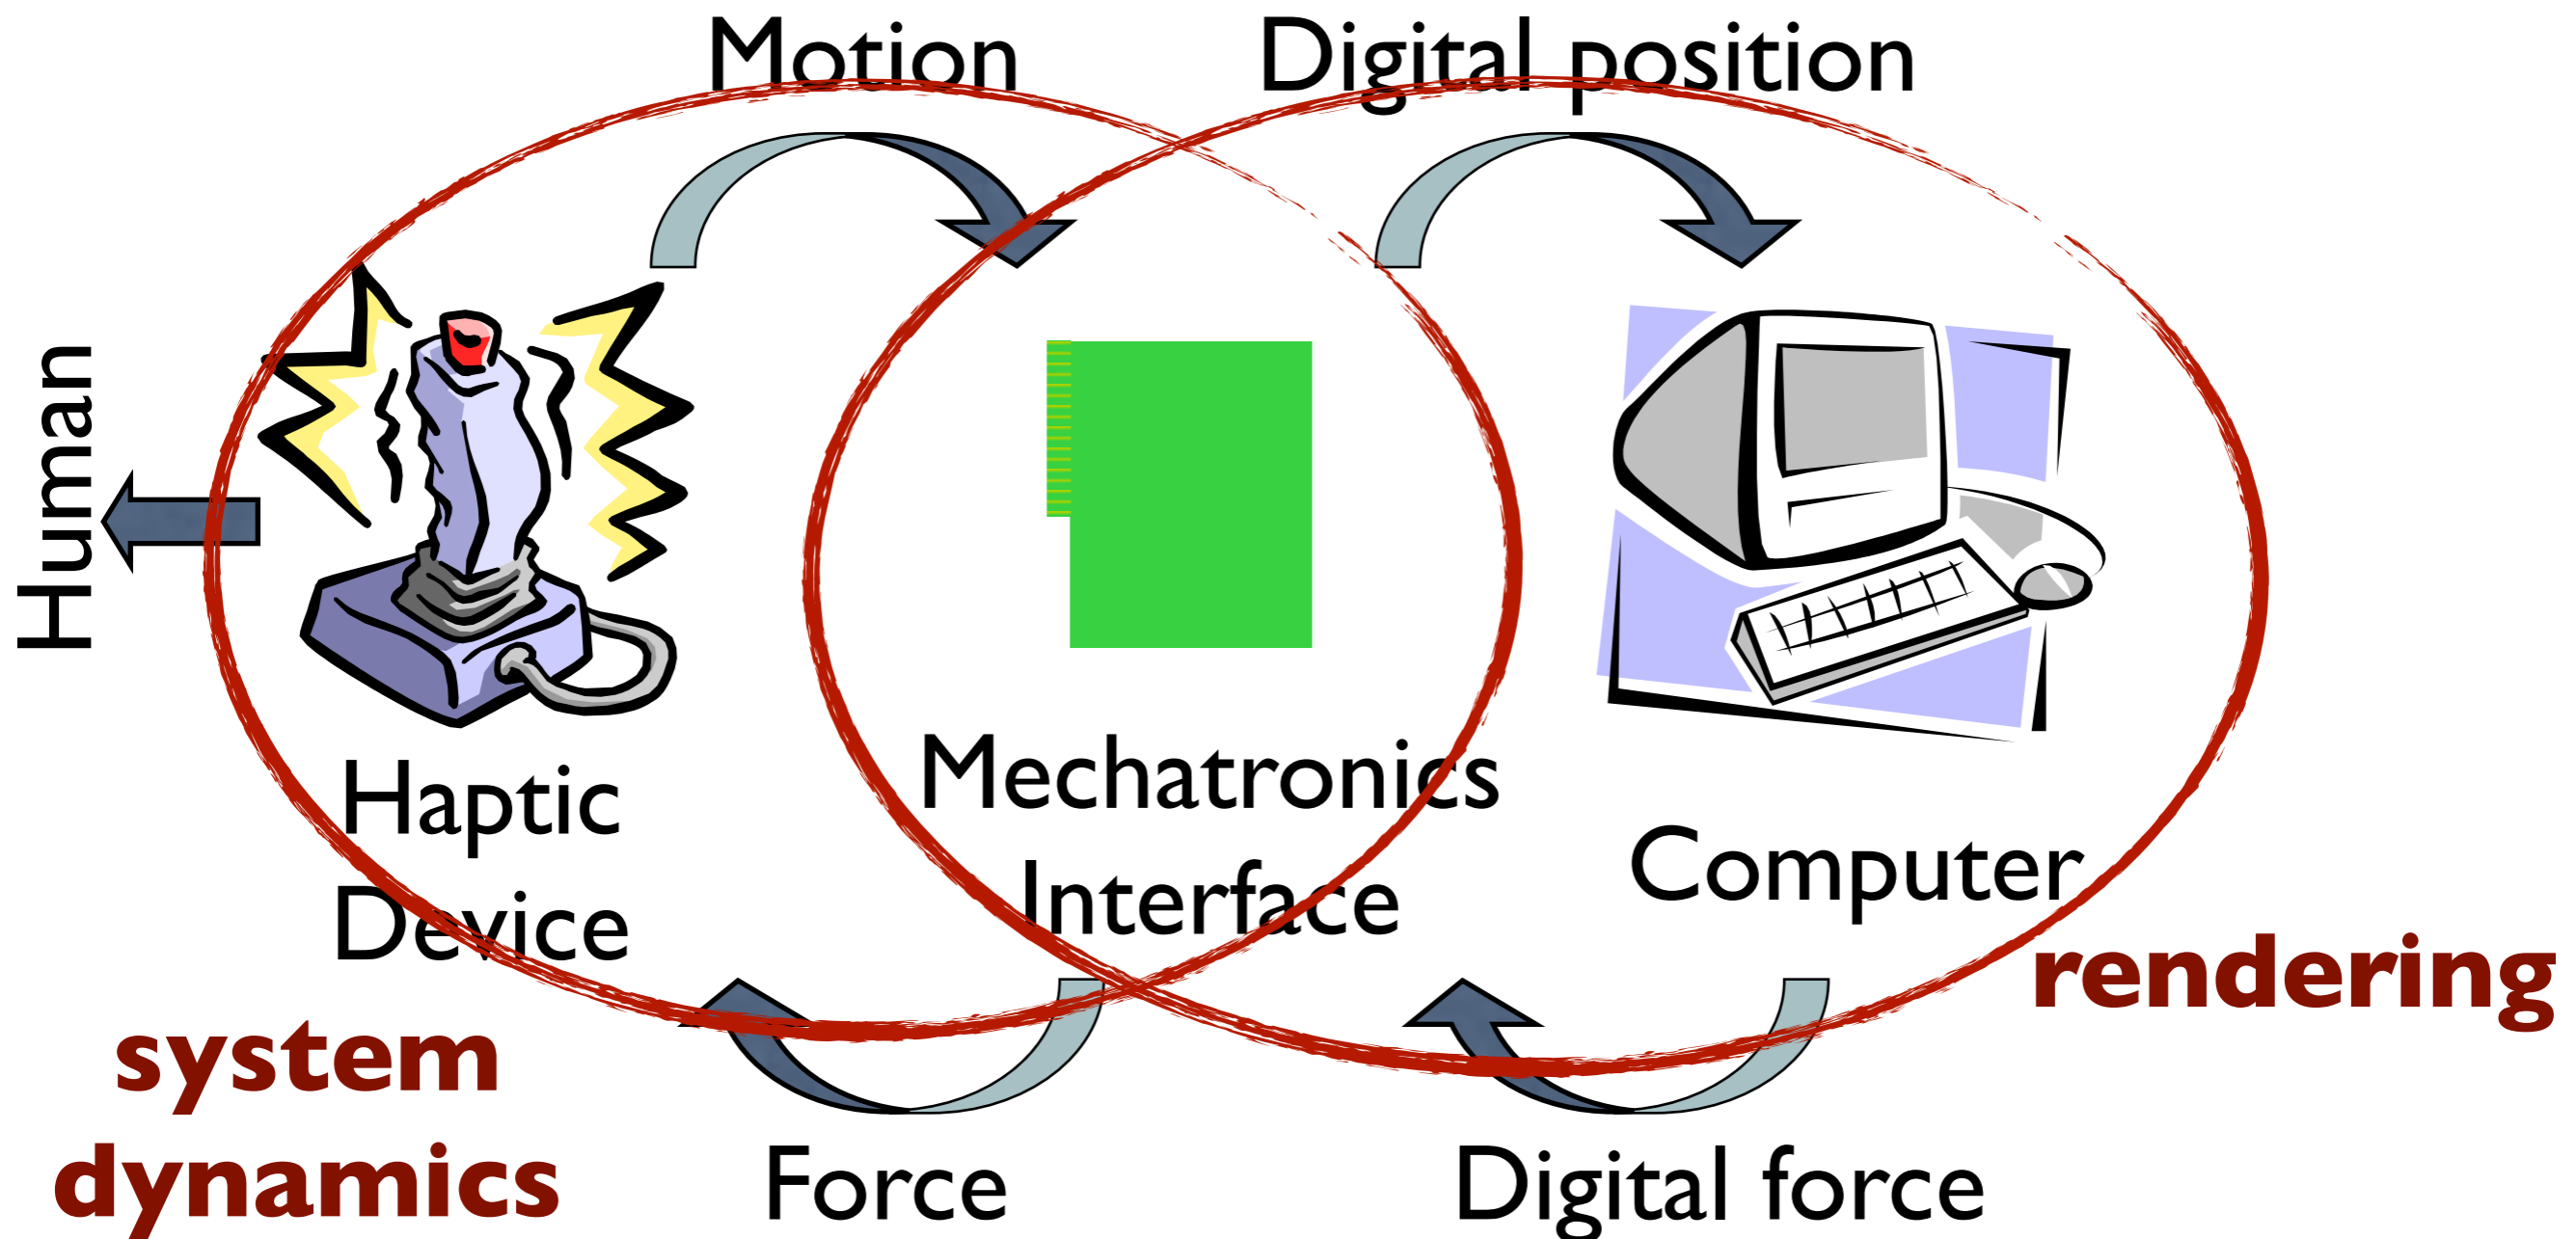 Motion
Digital position
Human
Haptic
Device
Mechatronics
Interface
Computer
rendering
system
dynamics
Force
Digital force